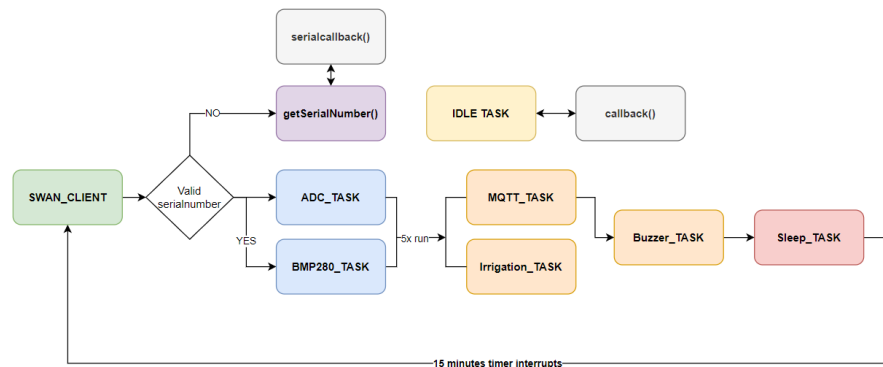 serialcallback()
NO
getSerialNumber()
IDLE TASK
callback()
SWAN_CLIENT
Valid
serialnumber
YES
ADC_TASK
BMP280_TASK
5x run
MQTT_TASK
Irrigation_TASK
Buzzer_TASK
Sleep_TASK
15 minutes timer interrupts